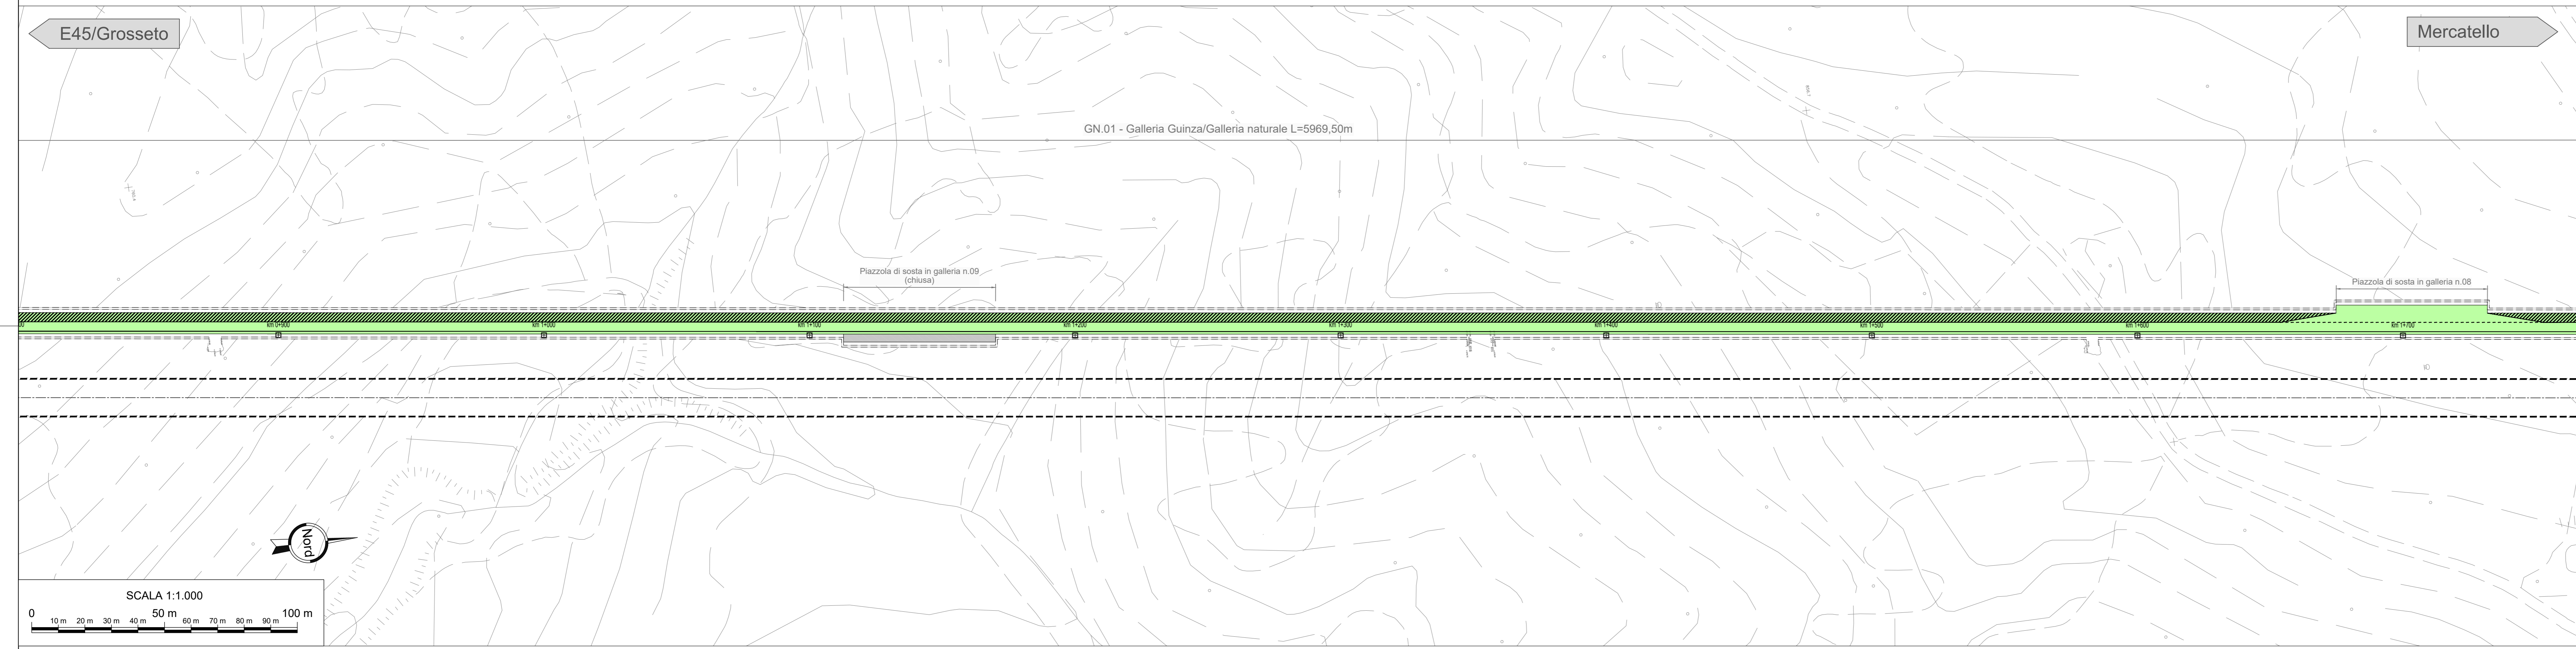 E45/Grosseto
Mercatello
GN.01 - Galleria Guinza/Galleria naturale L=5969,50m
Piazzola di sosta in galleria n.09
(chiusa)
Piazzola di sosta in galleria n.08
00
km 0+900
km 1+000
km 1+100
km 1+200
km 1+300
km 1+400
km 1+500
km 1+600
km 1+700
Nord
SCALA 1:1.000
0 50 m 100 m
10 m 20 m 30 m 40 m 60 m 70 m 80 m 90 m